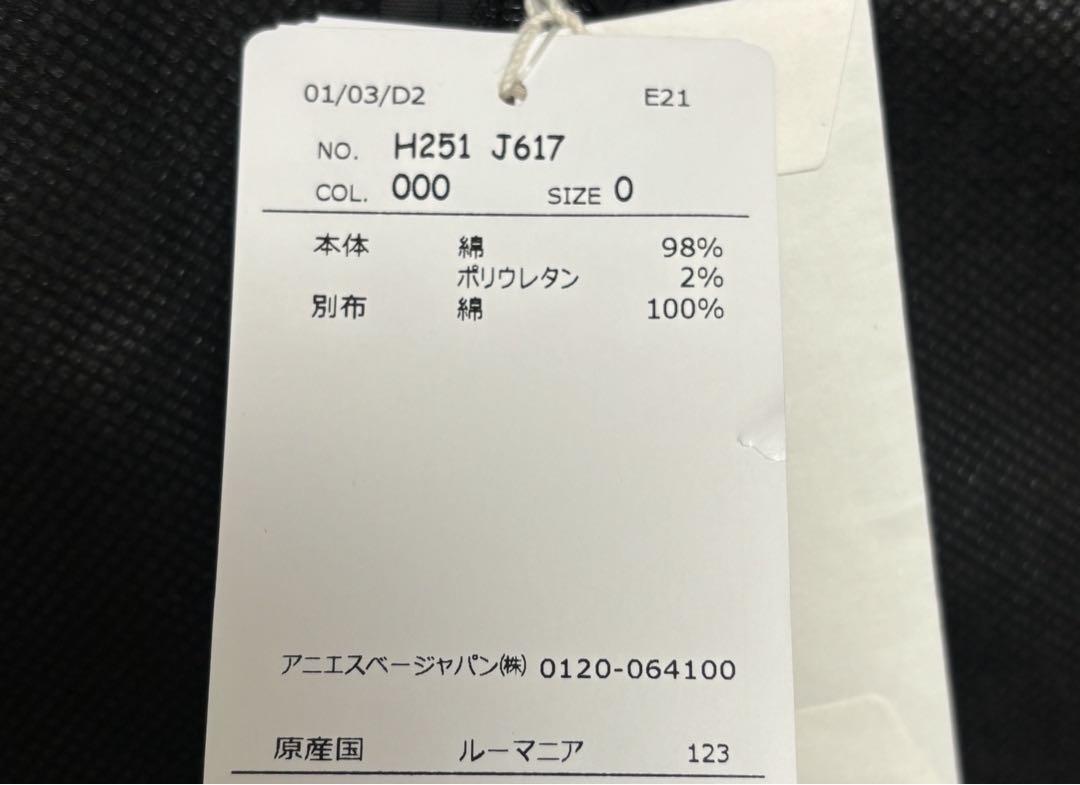 01/03/D2 E21
NO. H251 J617
COL. 000 SIZE 0
本体 綿 98%
ポリウレタン 2%
別布 綿 100%
アニエスベージャパン㈱ 0120-064100
原産国 ルーマニア 123